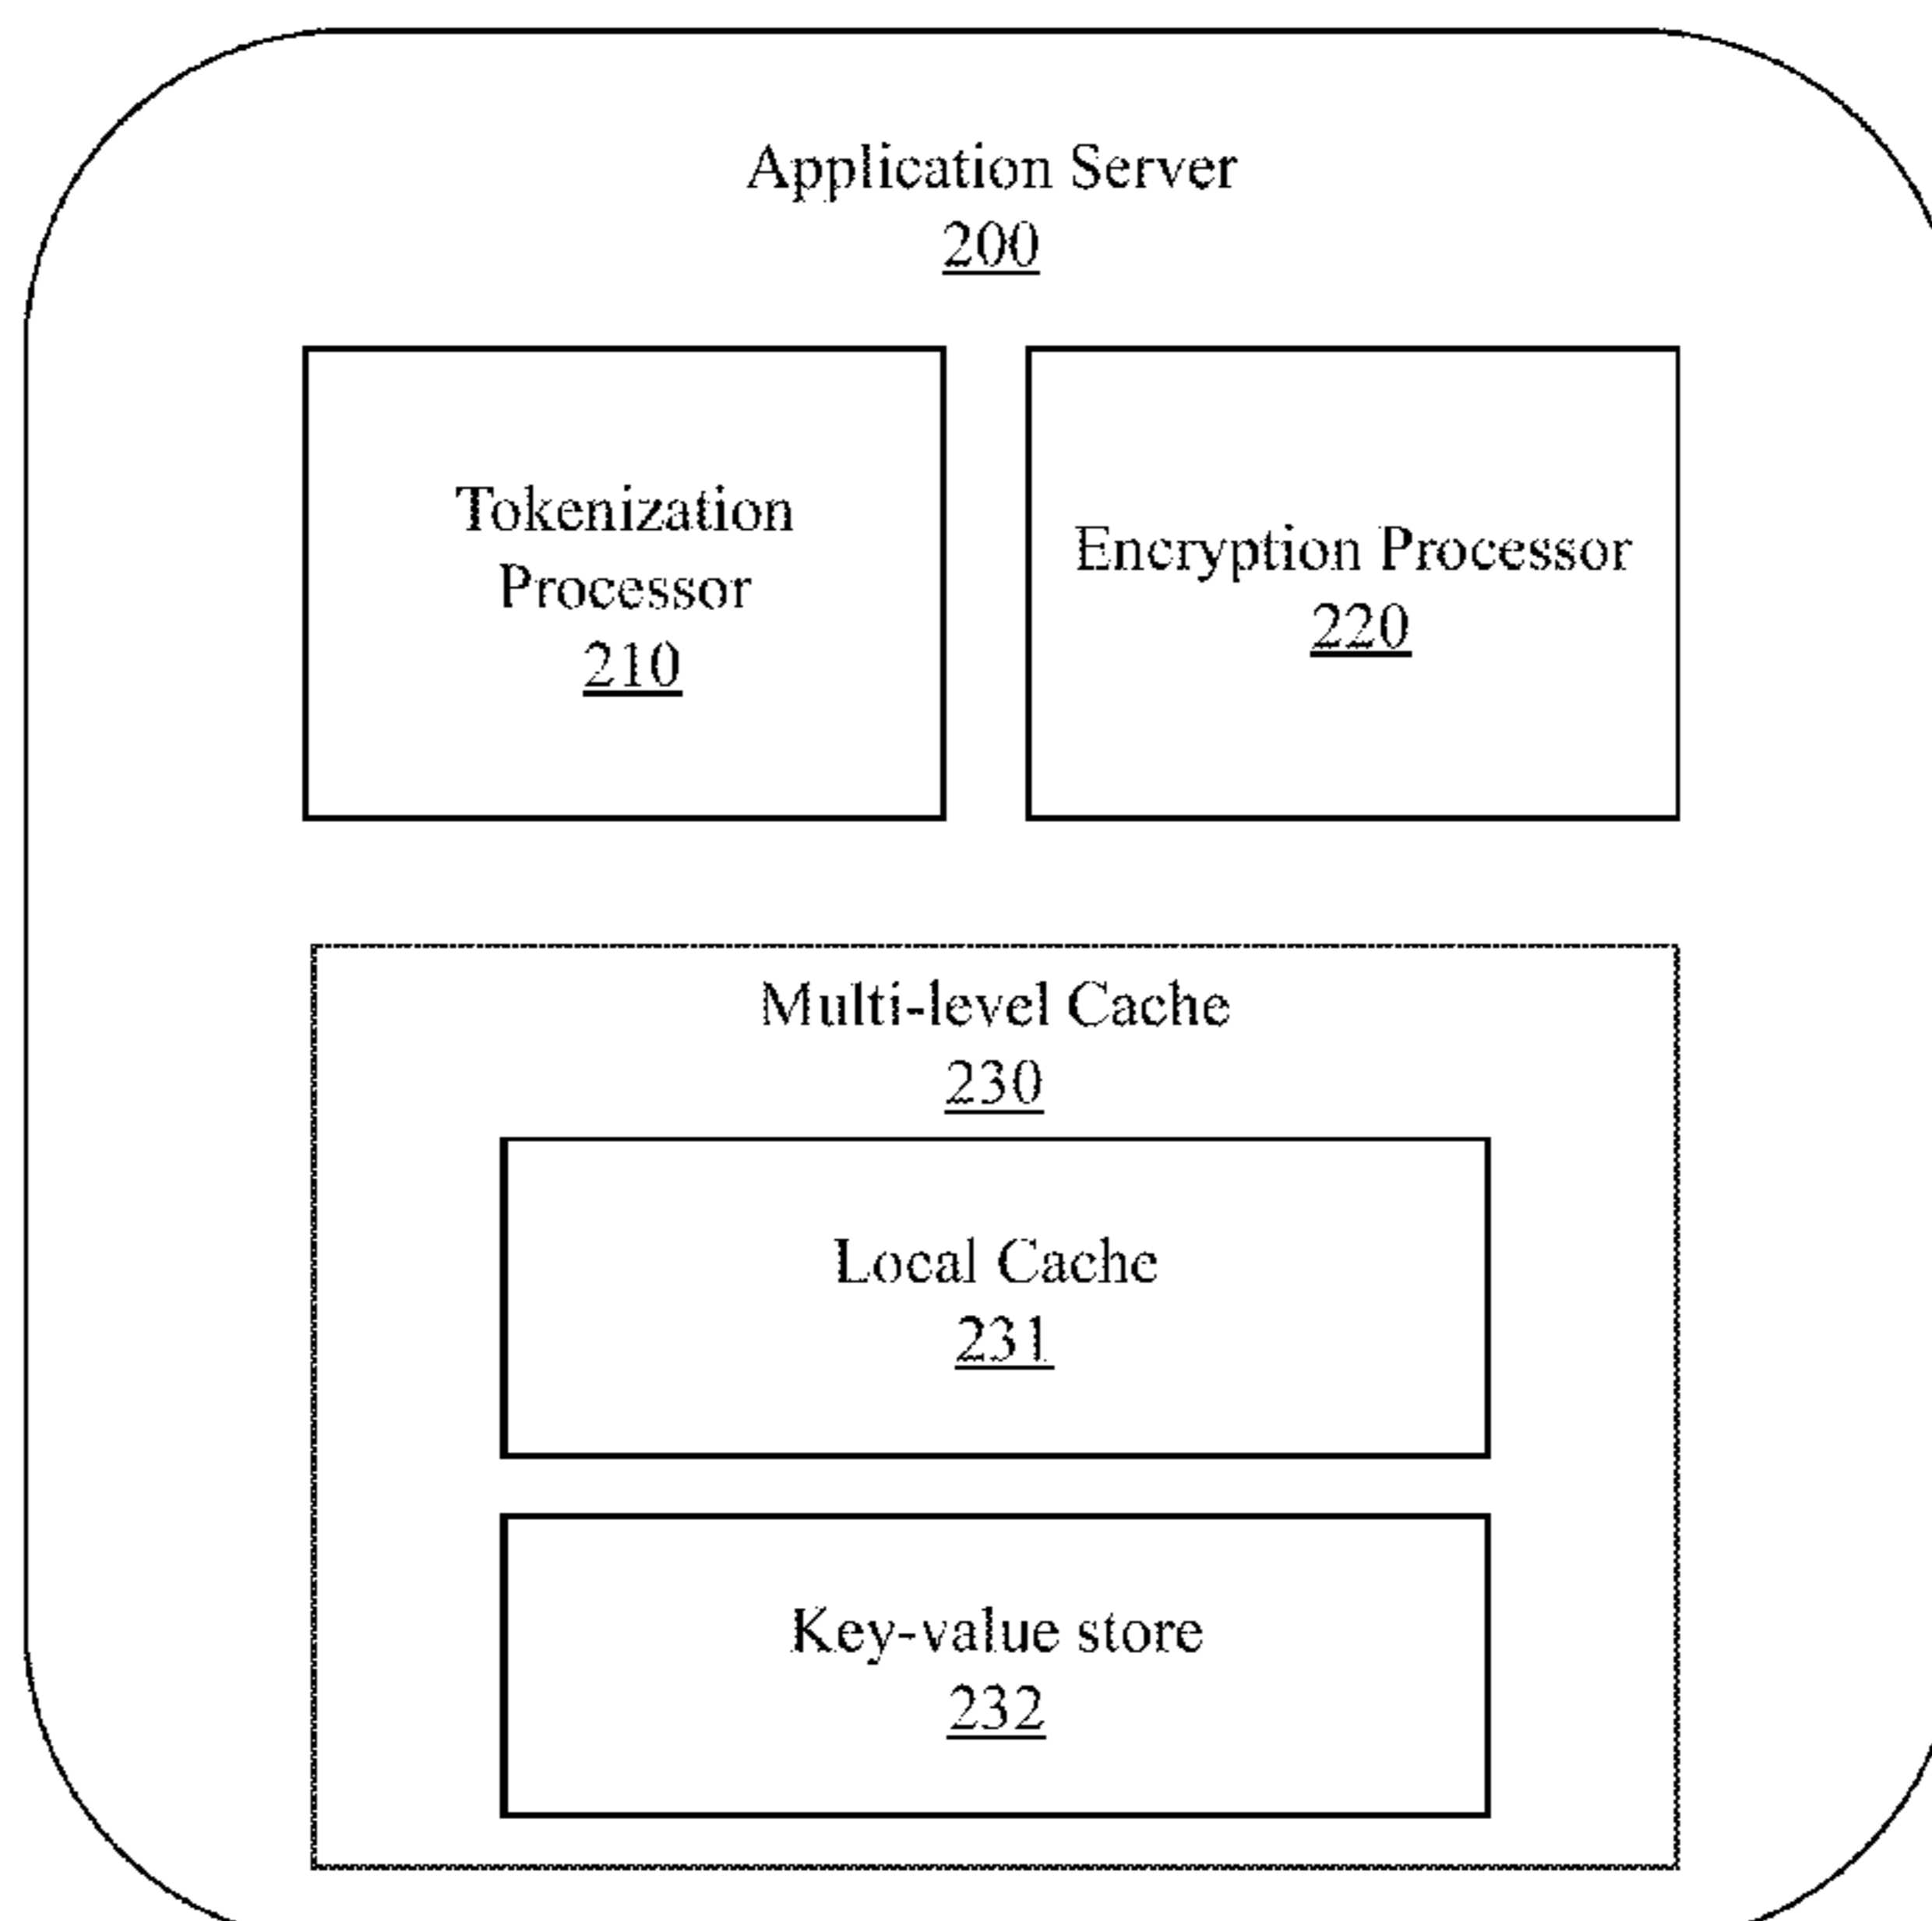 Application Server
200
Tokenization
Processor
210
Encryption Processor
220
Multi-level Cache
230
Local Cache
231
Key-value store
232